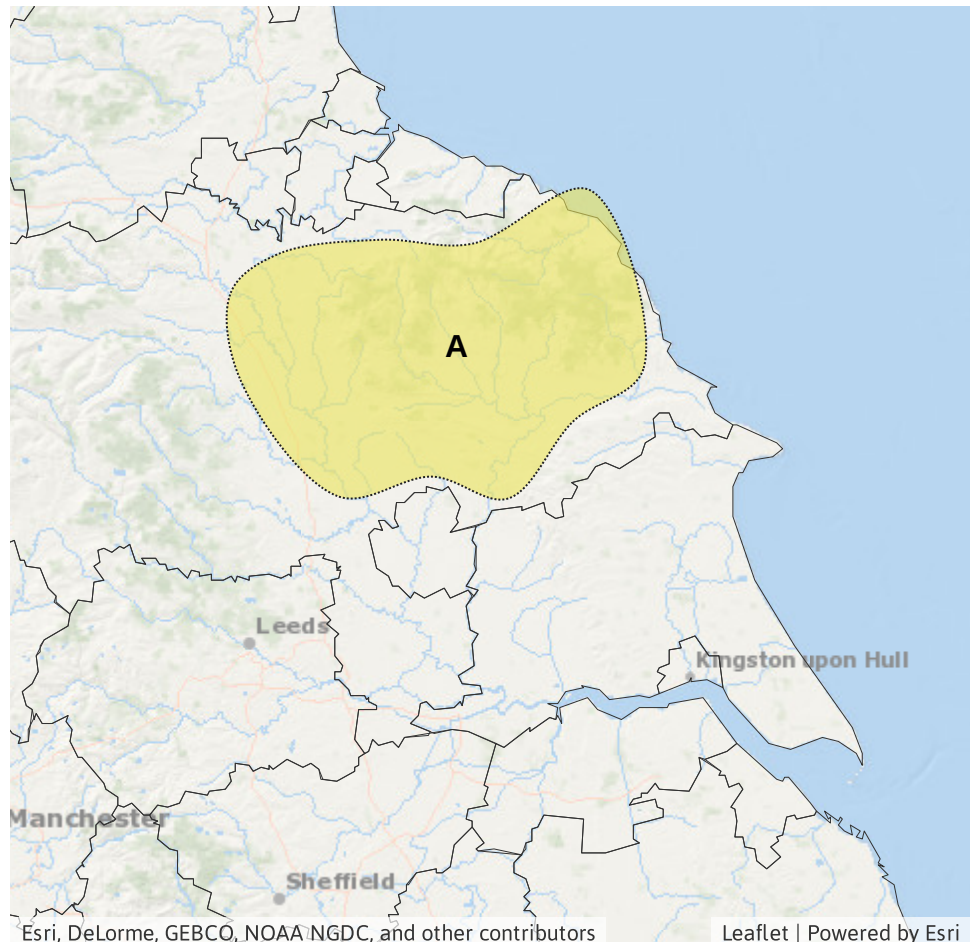 A
Leeds
Kingston upon Hull
Manchester
Sheffield
Esri, DeLorme, GEBCO, NOAA NGDC, and other contributors
Leaflet | Powered by Esri